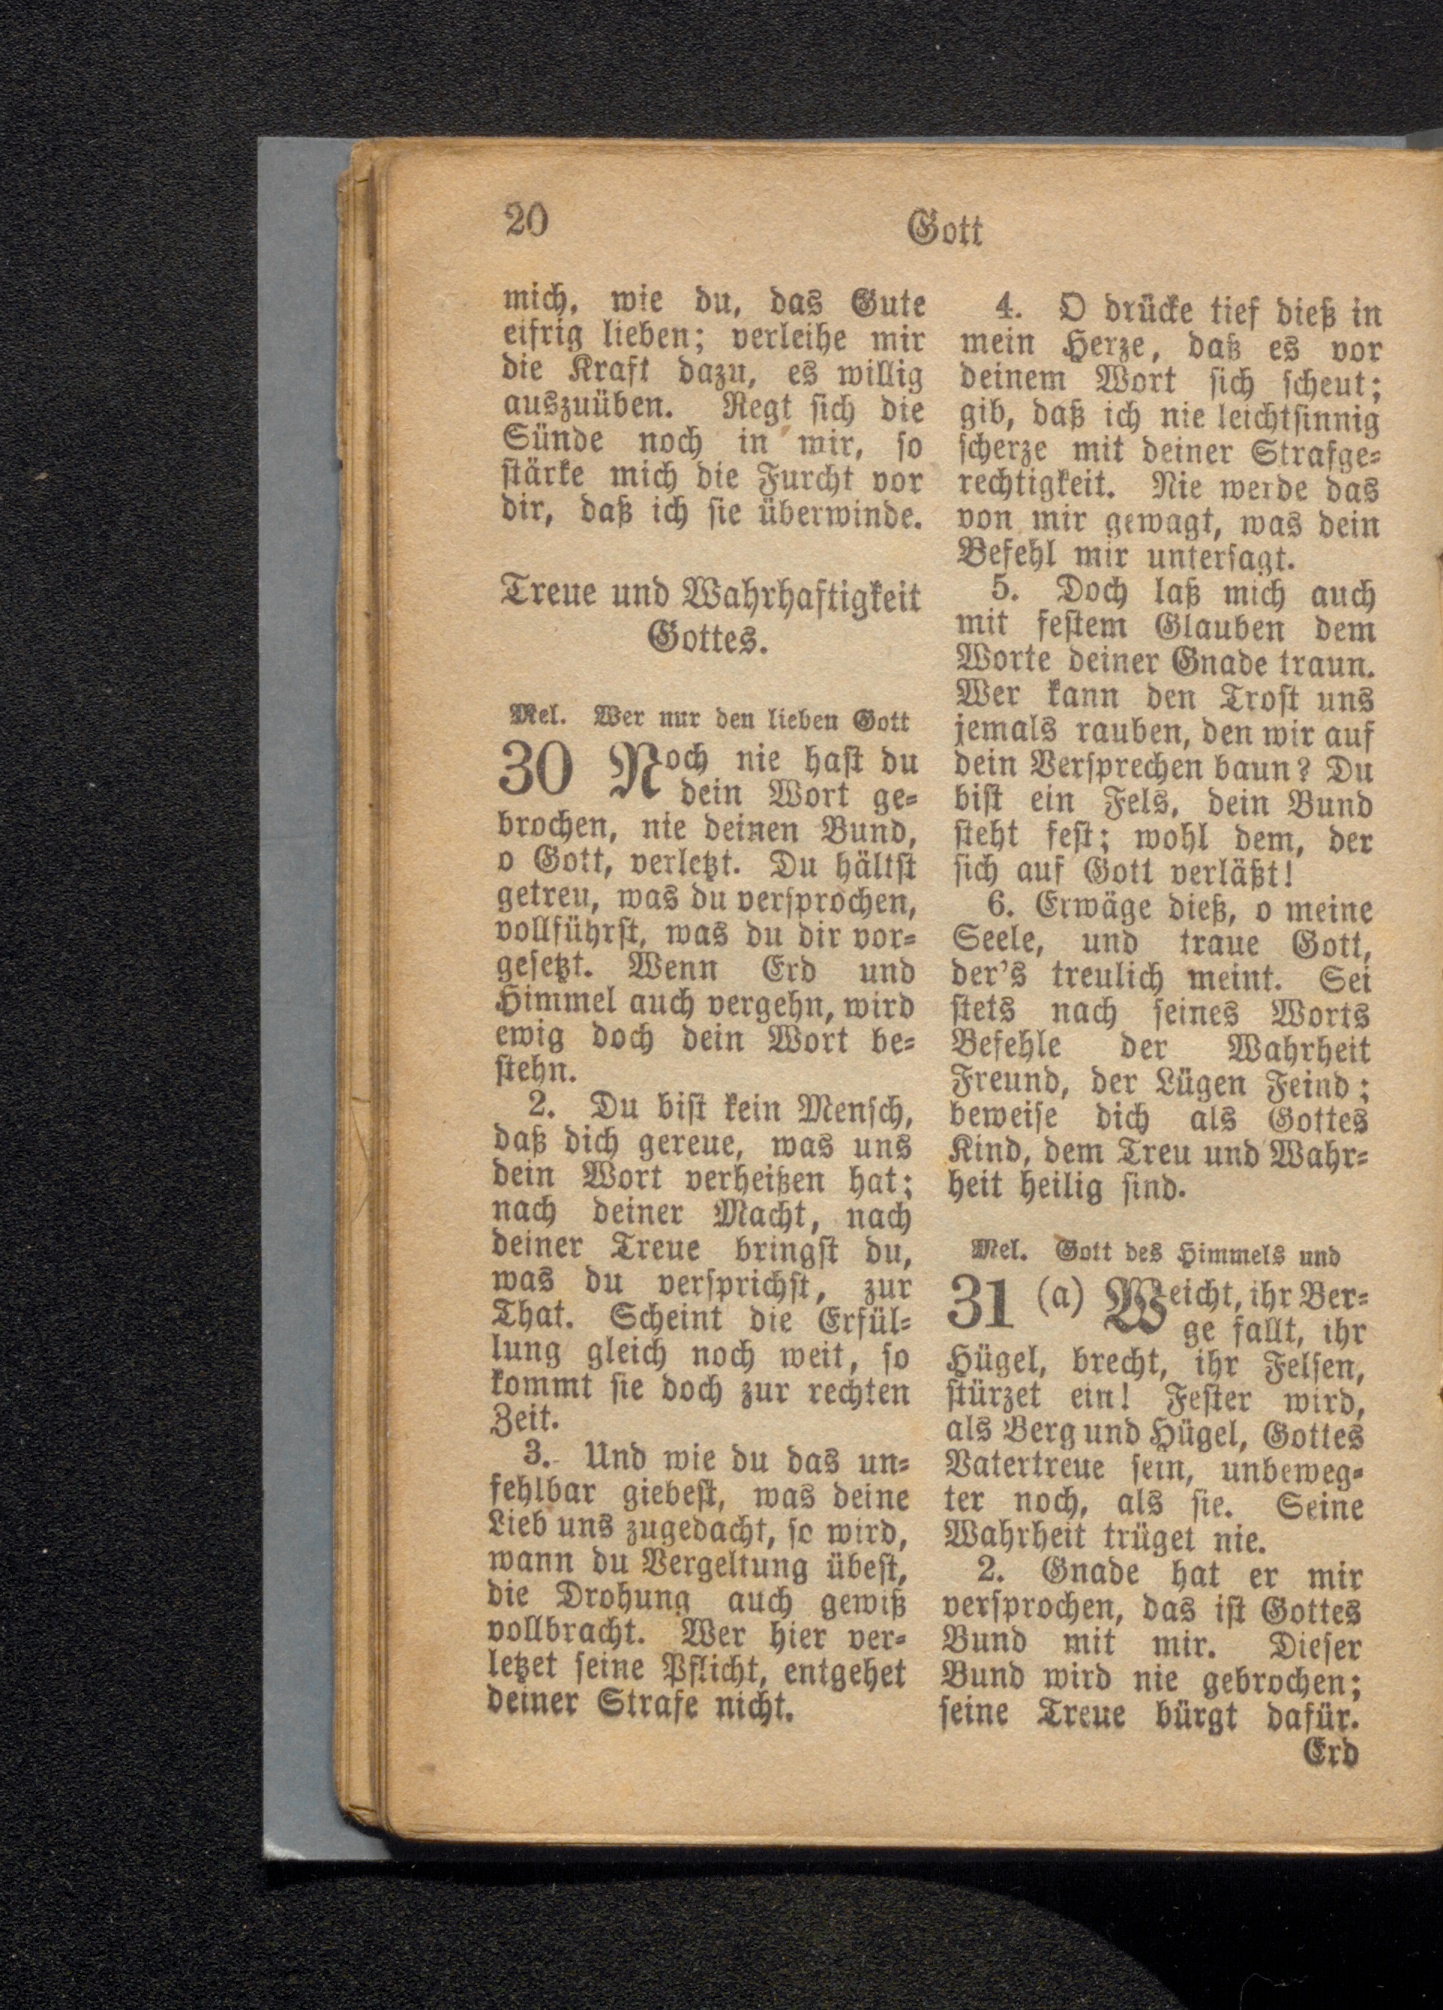 20
Gott
mich, wie du, das Gute
eifrig lieben; verleihe mir
die Kraft dazu, es willig
auszuüben. Regt sich die
Sünde noch in mir, so
stärke mich die Furcht vor
dir, daß ich sie überwinde.
Treue und Wahrhaftigkeit
Gottes.
Mel. Wer nur den lieben Gott
30 Noch nie hast du
dein Wort ge-
brochen, nie deinen Bund,
o Gott, verletzt. Du hältst
getreu, was du versprochen,
vollführst, was du dir vor-
gesetzt. Wenn Erd und
Himmel auch vergehn, wird
ewig doch dein Wort be-
stehn.
2. Du bist kein Mensch,
daß dich gereue, was uns
dein Wort verheißen hat;
nach deiner Macht, nach
deiner Treue bringst du,
was du versprichst, zur
That. Scheint die Erfül-
lung gleich noch weit, so
kommt sie doch zur rechten
Zeit.
3. Und wie du das un-
fehlbar giebest, was deine
Lieb uns zugedacht, so wird,
wann du Vergeltung übest,
die Drohung auch gewiß
vollbracht. Wer hier ver-
letzet seine Pflicht, entgehet
deiner Strafe nicht.
4. O drücke tief dieß in
mein Herze, daß es vor
deinem Wort sich scheut;
gib, daß ich nie leichtsinnig
scherze mit deiner Strafge-
rechtigkeit. Nie werde das
von mir gewagt, was dein
Befehl mir untersagt.
5. Doch laß mich auch
mit festem Glauben dem
Worte deiner Gnade traun.
Wer kann den Trost uns
jemals rauben, den wir auf
dein Versprechen baun? Du
bist ein Fels, dein Bund
steht fest; wohl dem, der
sich auf Gott verläßt!
6. Erwäge dieß, o meine
Seele, und traue Gott,
der's treulich meint. Sei
stets nach seines Worts
Befehle der Wahrheit
Freund, der Lügen Feind;
beweise dich als Gottes
Kind, dem Treu und Wahr-
heit heilig sind.
Mel. Gott des Himmels und
31 (a) Weicht, ihr Ber-
ge fallt, ihr
Hügel, brecht, ihr Felsen,
stürzet ein! Fester wird,
als Berg und Hügel, Gottes
Vatertreue sein, unbeweg-
ter noch, als sie. Seine
Wahrheit trüget nie.
2. Gnade hat er mir
versprochen, das ist Gottes
Bund mit mir. Dieser
Bund wird nie gebrochen;
seine Treue bürgt dafür.
Erd